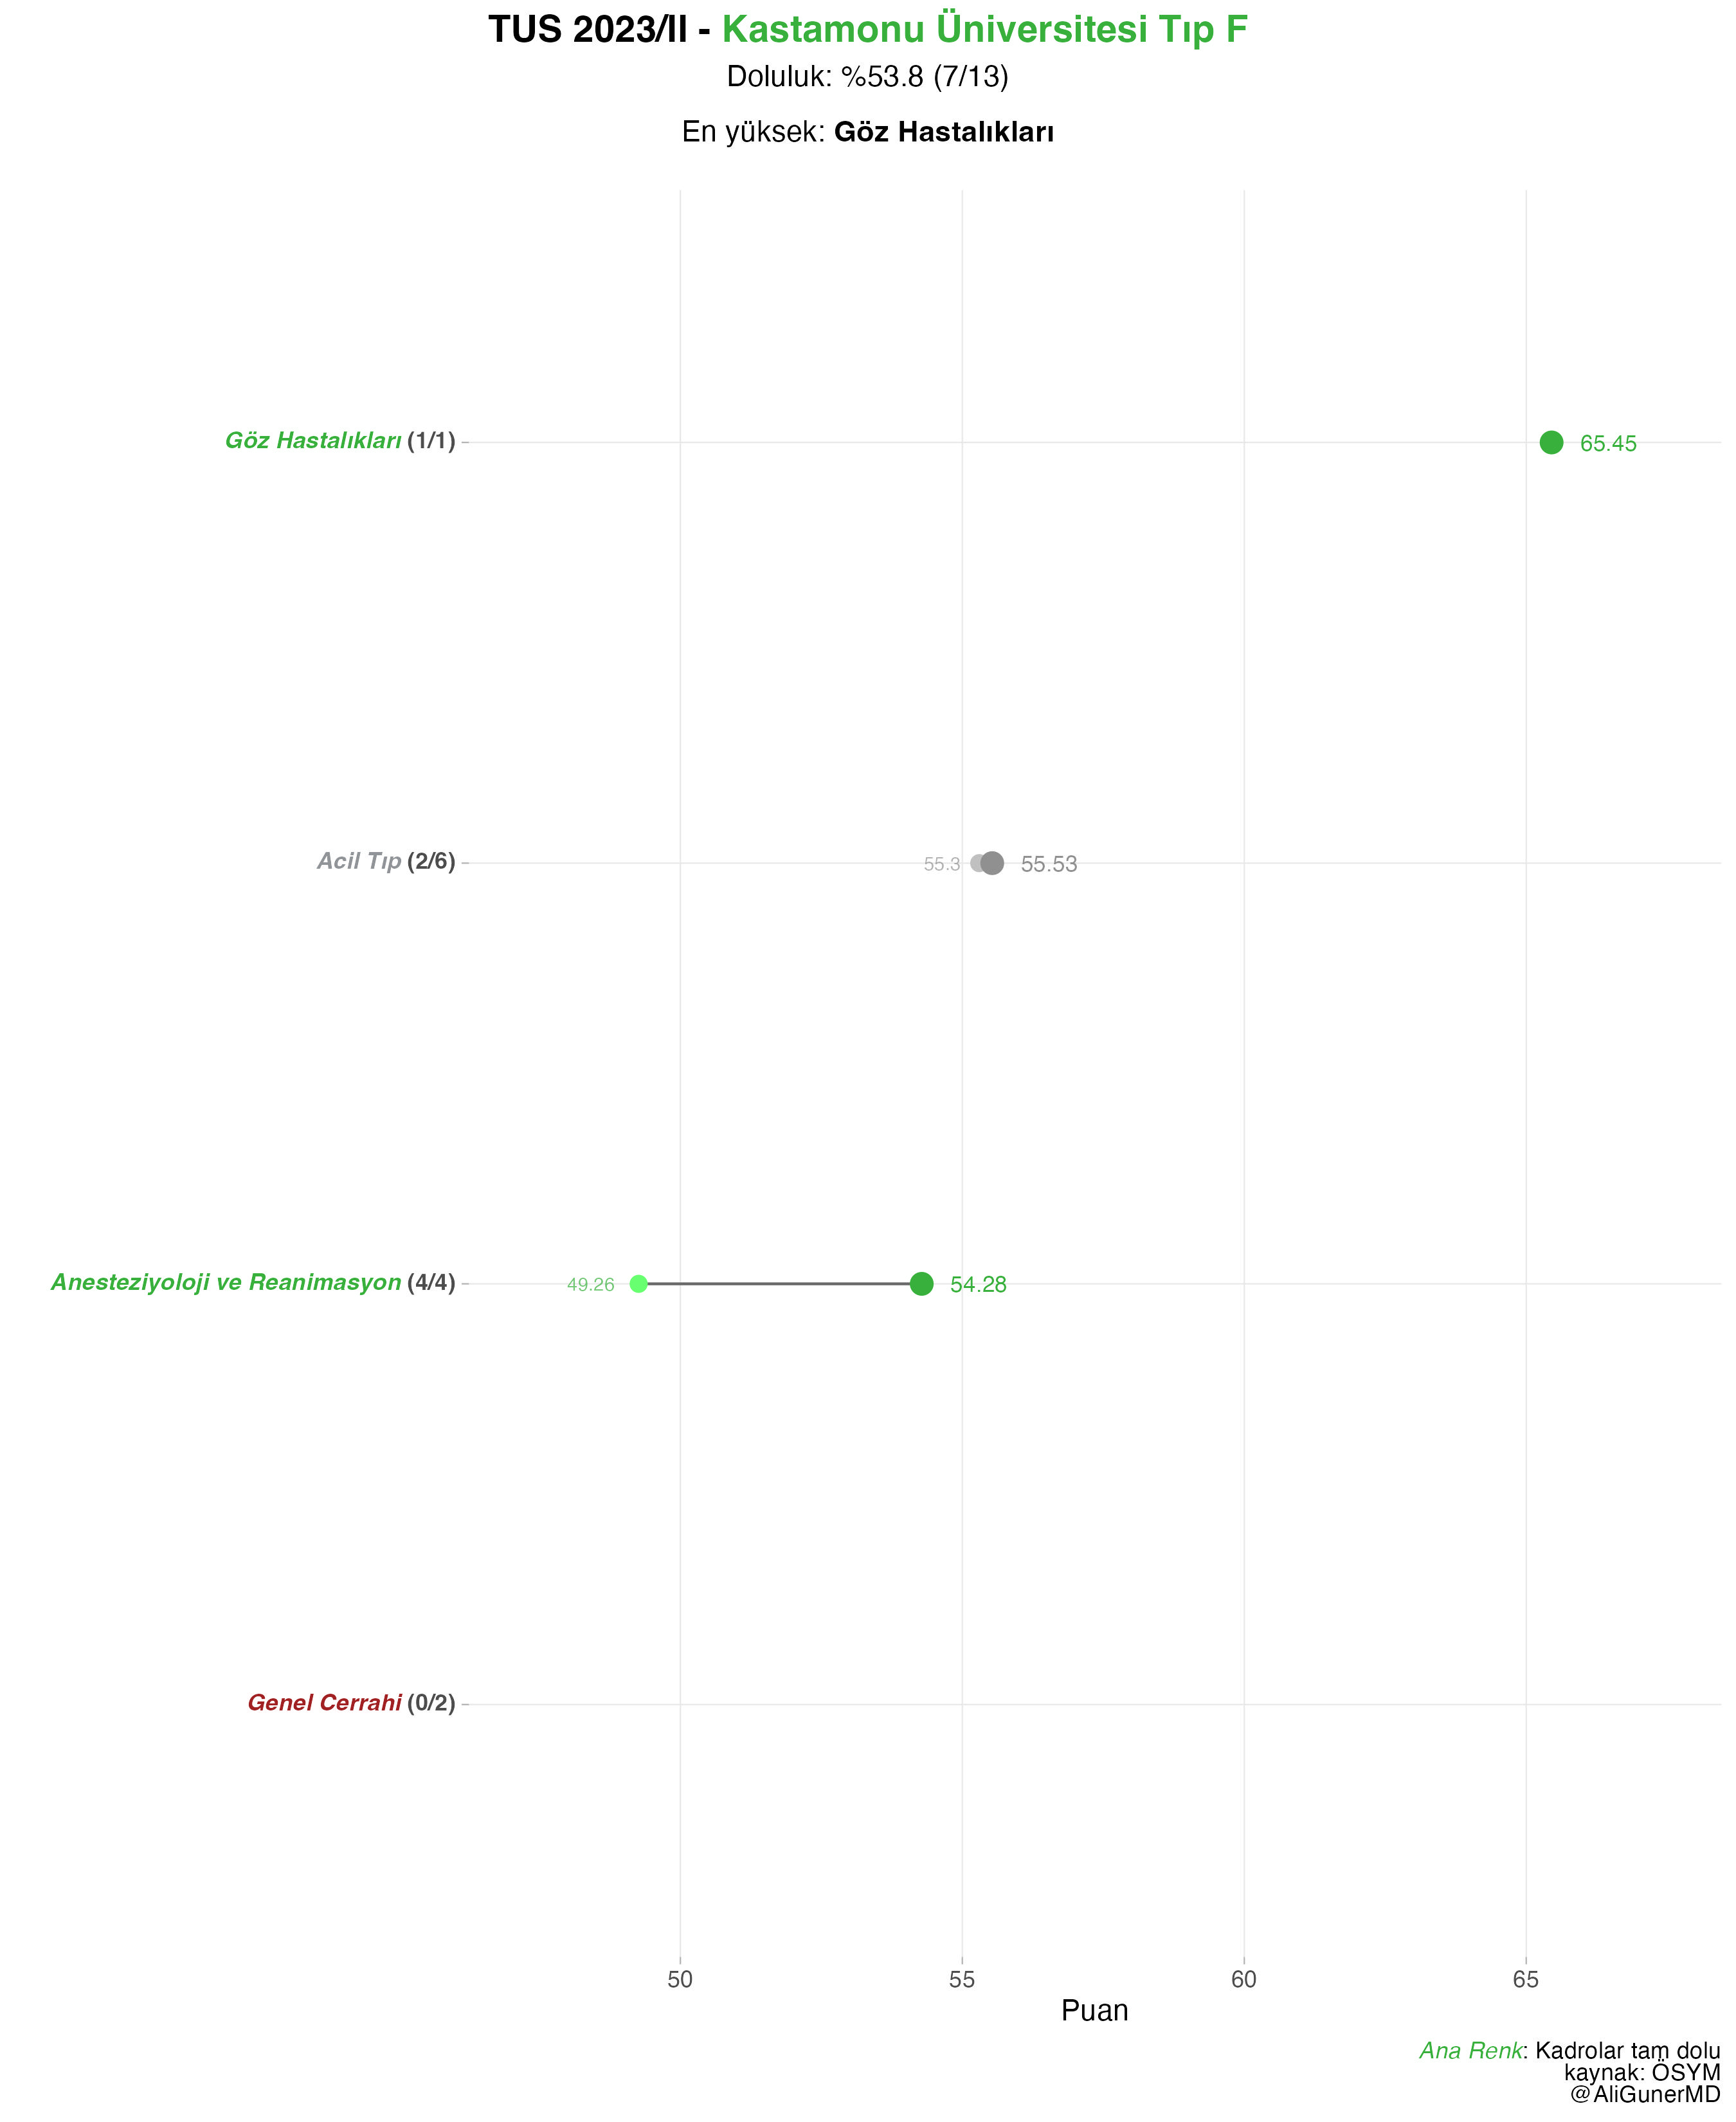 TUS 2023/II - Kastamonu Üniversitesi Tıp F
Doluluk: %53.8 (7/13)
En yüksek: Göz Hastalıkları
Göz Hastalıkları (1/1)
65.45
Acil Tıp (2/6)
55.3
55.53
Anesteziyoloji ve Reanimasyon (4/4)
49.26
54.28
Genel Cerrahi (0/2)
50
55
60
65
Puan
Ana Renk: Kadrolar tam dolu
kaynak: ÖSYM
@AliGunerMD